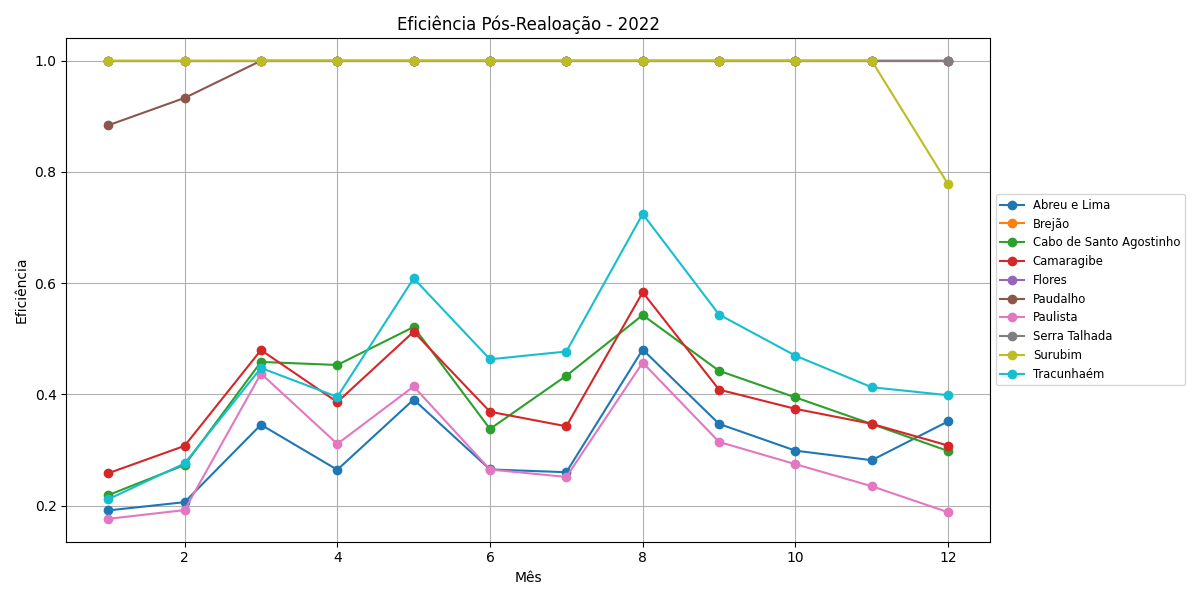 Eficiência Pós-Realoação - 2022
Eficiência
1.0
0.8
0.6
0.4
0.2
2
4
6
8
10
12
Mês
Abreu e Lima
Brejão
Cabo de Santo Agostinho
Camaragibe
Flores
Paudalho
Paulista
Serra Talhada
Surubim
Tracunhaém